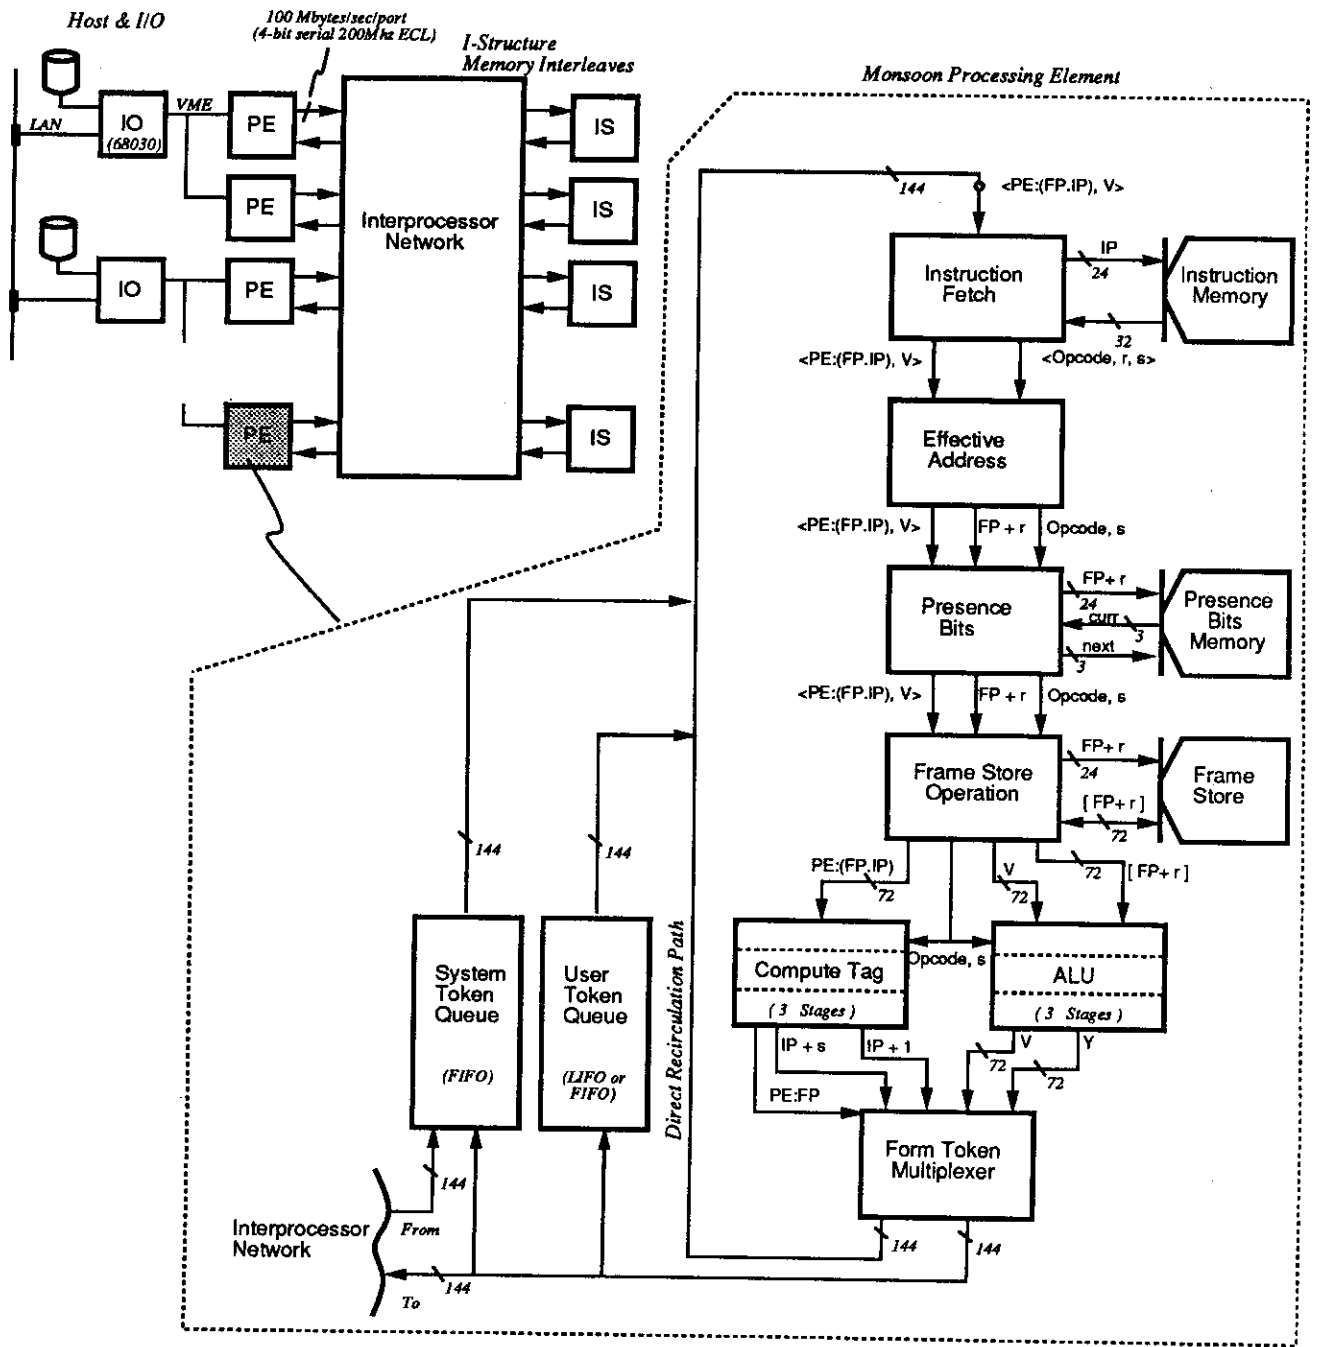 Host & I/O
100 Mbytes/sec/port
(4-bit serial 200Mhz ECL)
I-Structure
Memory Interleaves
LAN
IO
(68030)
VME
PE
PE
IO
PE
PE
Interprocessor
Network
IS
IS
IS
IS
Monsoon Processing Element
144
<PE:(FP.IP), V>
Instruction
Fetch
IP
24
32
Instruction
Memory
<PE:(FP.IP), V>
<Opcode, r, s>
Effective
Address
<PE:(FP.IP), V>
FP + r
Opcode, s
Presence
Bits
FP+ r
24
curr
3
next
3
Presence
Bits
Memory
<PE:(FP.IP), V>
FP + r
Opcode, s
Frame Store
Operation
FP+ r
24
[ FP+ r ]
72
Frame
Store
PE:(FP.IP)
72
V
72
72
[ FP+ r ]
Compute Tag
( 3 Stages )
Opcode, s
ALU
( 3 Stages )
IP + s
IP + 1
PE:FP
V
72
Y
72
Form Token
Multiplexer
144
144
Direct Recirculation Path
144
144
System
Token
Queue
(FIFO)
User
Token
Queue
(LIFO or
FIFO)
144
Interprocessor
Network
From
144
To